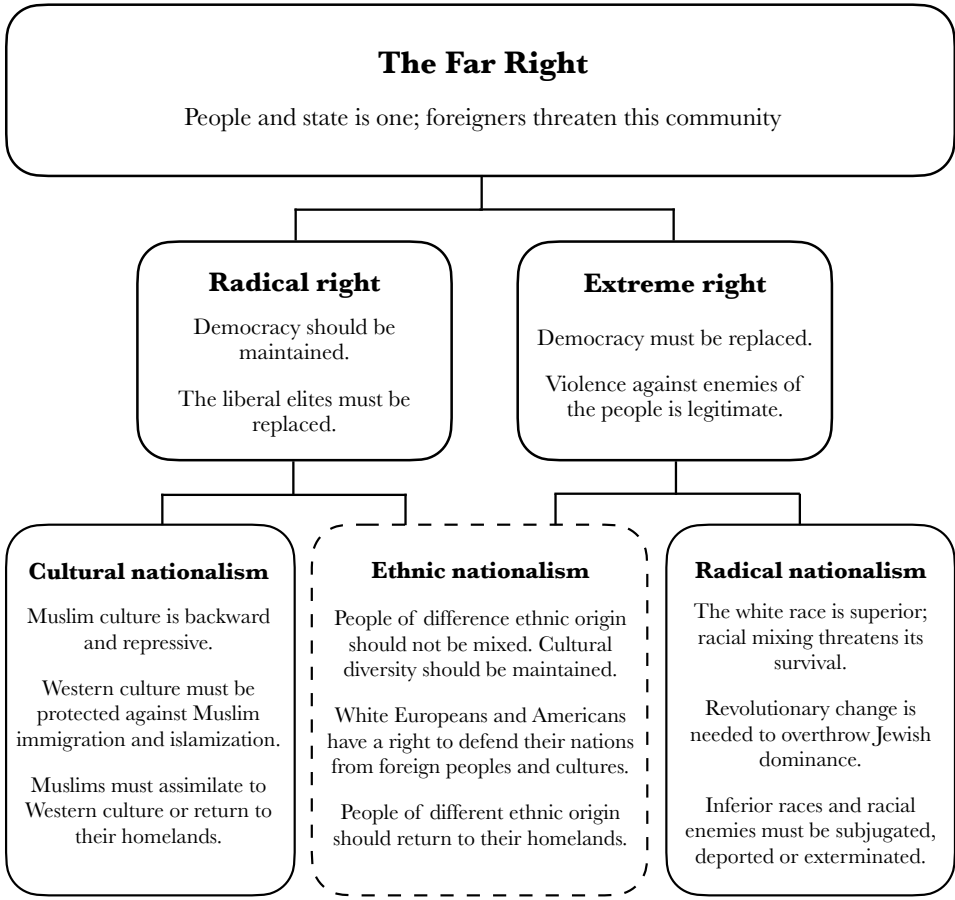 The Far Right
People and state is one; foreigners threaten this community
Radical right
Democracy should be
maintained.
The liberal elites must be
replaced.
Extreme right
Democracy must be replaced.
Violence against enemies of
the people is legitimate.
Cultural nationalism
Muslim culture is backward
and repressive.
Western culture must be
protected against Muslim
immigration and islamization.
Muslims must assimilate to
Western culture or return to
their homelands.
Ethnic nationalism
People of difference ethnic origin
should not be mixed. Cultural
diversity should be maintained.
White Europeans and Americans
have a right to defend their nations
from foreign peoples and cultures.
People of different ethnic origin
should return to their homelands.
Radical nationalism
The white race is superior;
racial mixing threatens its
survival.
Revolutionary change is
needed to overthrow Jewish
dominance.
Inferior races and racial
enemies must be subjugated,
deported or exterminated.